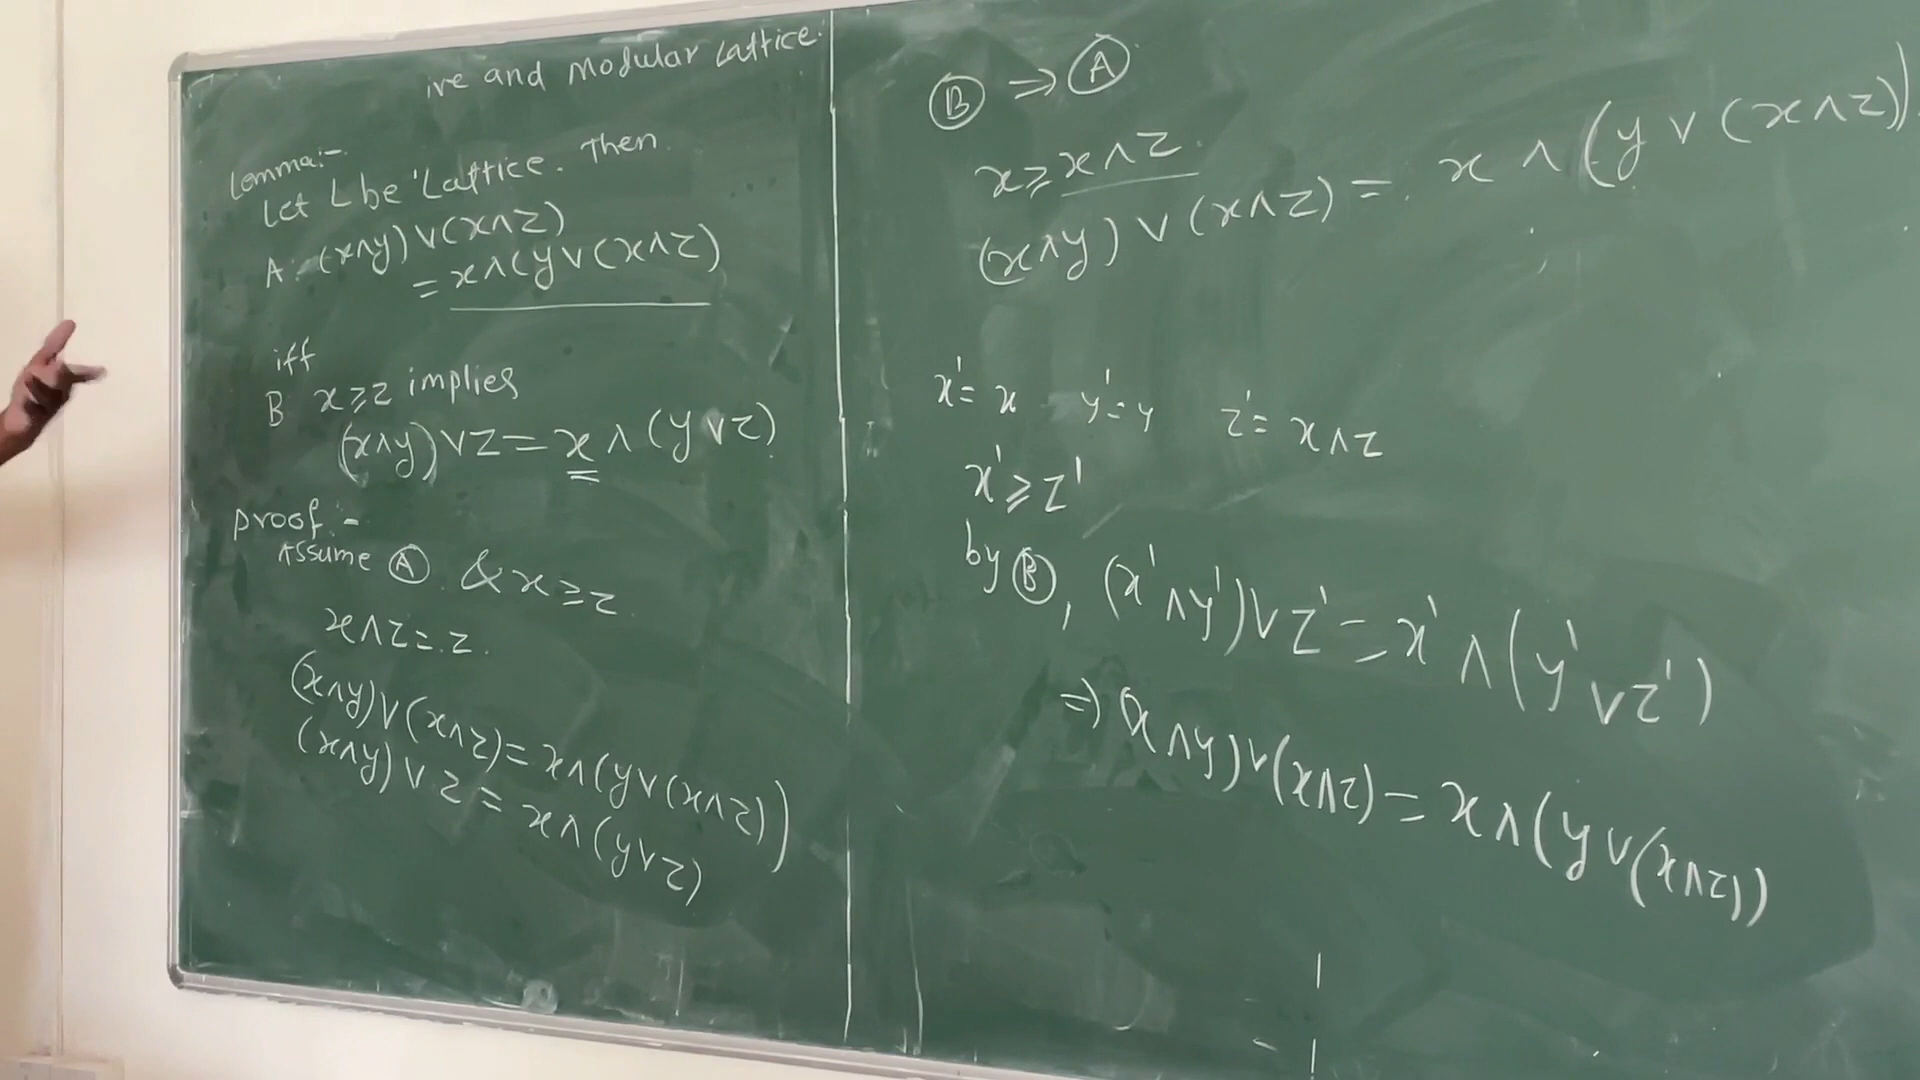 ive and Modular Lattice.
Lemma:-
Let L be Lattice. Then
A: (x∧y)∨(x∧z)
= x∧(y∨(x∧z)
iff
B x≥z implies
(x∧y)∨z = x∧(y∨z)
proof:-
Assume Ⓐ & x≥z
x∧z=z.
(x∧y)∨(x∧z)=x∧(y∨(x∧z))
(x∧y)∨z = x∧(y∨z)
Ⓑ ⇒ Ⓐ
x≥x∧z.
(x∧y)∨(x∧z)= x∧(y∨(x∧z))
x'=x y'=y z'=x∧z
x'≥z'
by Ⓑ, (x'∧y')∨z'=x'∧(y'∨z')
⇒(x∧y)∨(x∧z)=x∧(y∨(x∧z))